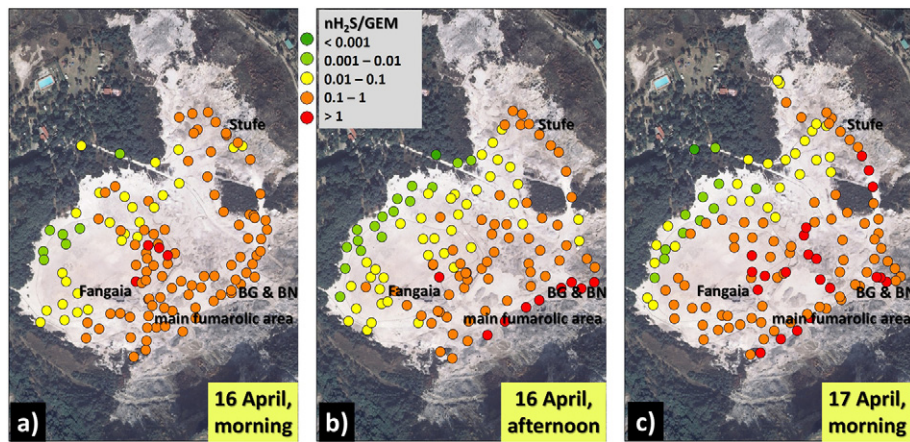 nH₂S/GEM
< 0.001
0.001 – 0.01
0.01 – 0.1
0.1 – 1
> 1
Stufe
Fangaia
BG & BN
main fumarolic area
a)
16 April,
morning
Stufe
Fangaia
BG & BN
main fumarolic area
b)
16 April,
afternoon
Stufe
Fangaia
BG & BN
main fumarolic area
c)
17 April,
morning